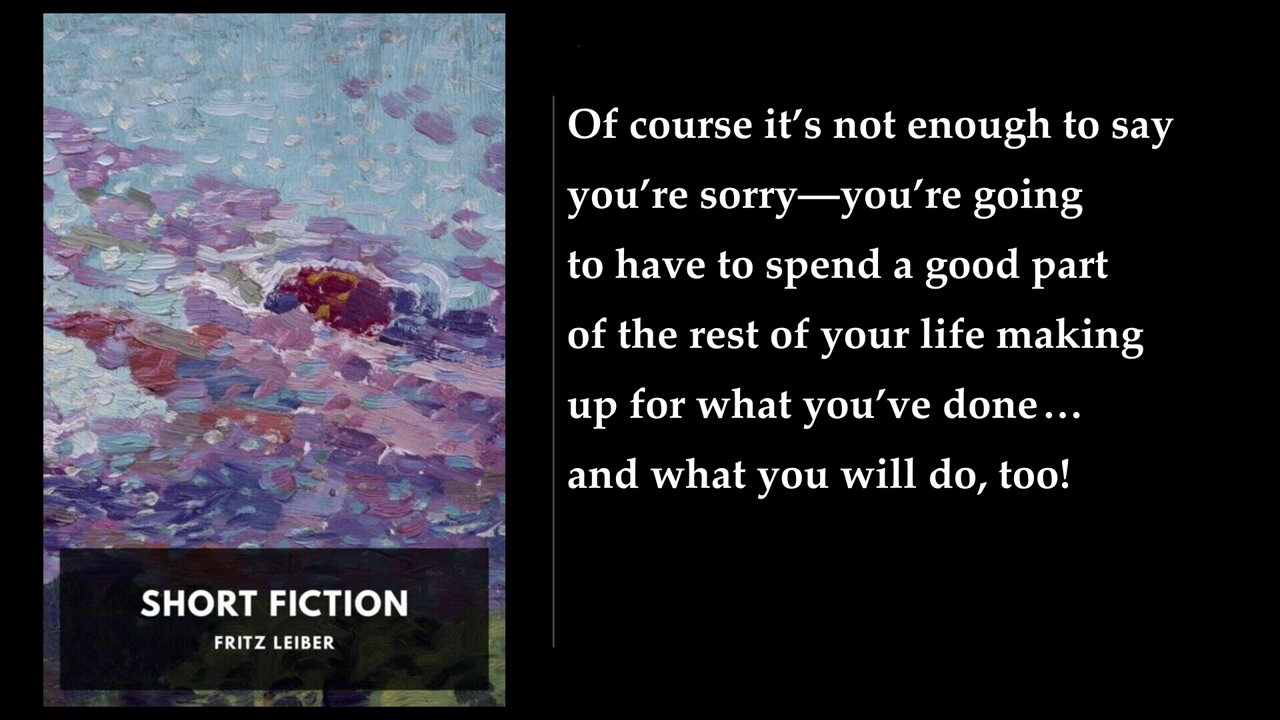 Of course it’s not enough to say
you’re sorry—you’re going
to have to spend a good part
of the rest of your life making
up for what you’ve done…
and what you will do, too!
SHORT FICTION
FRITZ LEIBER